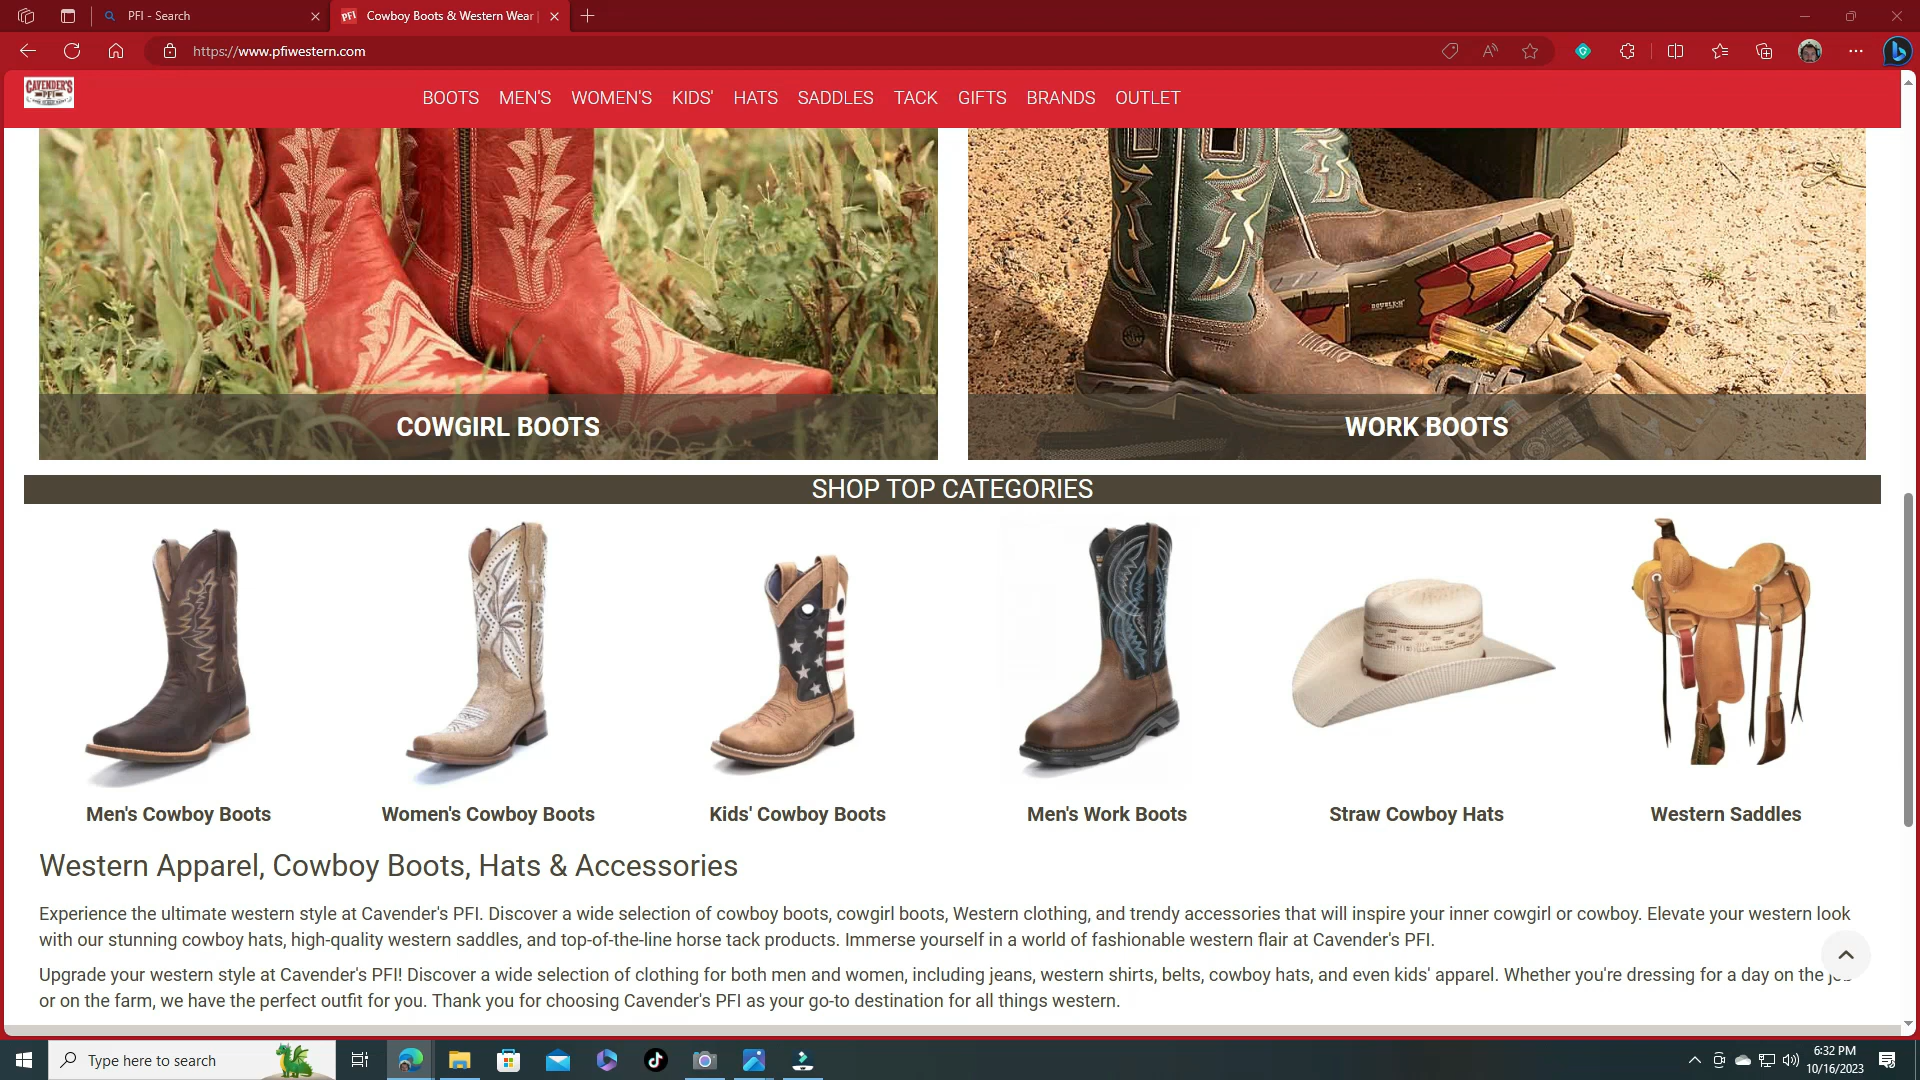 PFI - Search
PFI
Cowboy Boots & Western Wear |
https://www.pfiwestern.com
CAVENDER'S
PFI
BOOTS MEN'S WOMEN'S KIDS' HATS SADDLES TACK GIFTS BRANDS OUTLET
DOUBLE-H
COWGIRL BOOTS
WORK BOOTS
SHOP TOP CATEGORIES
Men's Cowboy Boots
Women's Cowboy Boots
Kids' Cowboy Boots
Men's Work Boots
Straw Cowboy Hats
Western Saddles
Western Apparel, Cowboy Boots, Hats & Accessories
Experience the ultimate western style at Cavender's PFI. Discover a wide selection of cowboy boots, cowgirl boots, Western clothing, and trendy accessories that will inspire your inner cowgirl or cowboy. Elevate your western look
with our stunning cowboy hats, high-quality western saddles, and top-of-the-line horse tack products. Immerse yourself in a world of fashionable western flair at Cavender's PFI.
Upgrade your western style at Cavender's PFI! Discover a wide selection of clothing for both men and women, including jeans, western shirts, belts, cowboy hats, and even kids' apparel. Whether you're dressing for a day on the job
or on the farm, we have the perfect outfit for you. Thank you for choosing Cavender's PFI as your go-to destination for all things western.
Type here to search
6:32 PM
10/16/2023